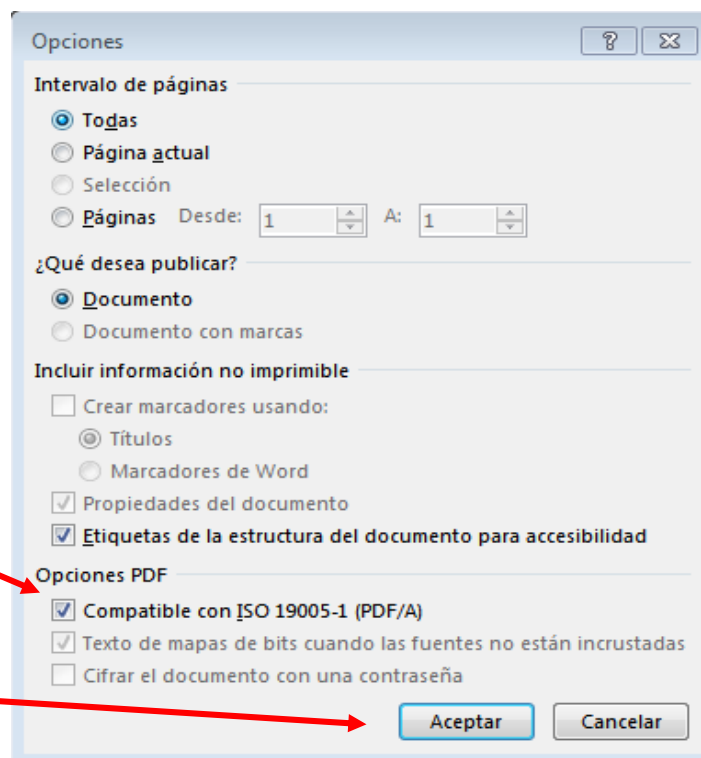 Opciones
Intervalo de páginas
Todas
Página actual
Selección
Páginas Desde: 1 A: 1
¿Qué desea publicar?
Documento
Documento con marcas
Incluir información no imprimible
Crear marcadores usando:
Títulos
Marcadores de Word
Propiedades del documento
Etiquetas de la estructura del documento para accesibilidad
Opciones PDF
Compatible con ISO 19005-1 (PDF/A)
Texto de mapas de bits cuando las fuentes no están incrustadas
Cifrar el documento con una contraseña
Aceptar Cancelar